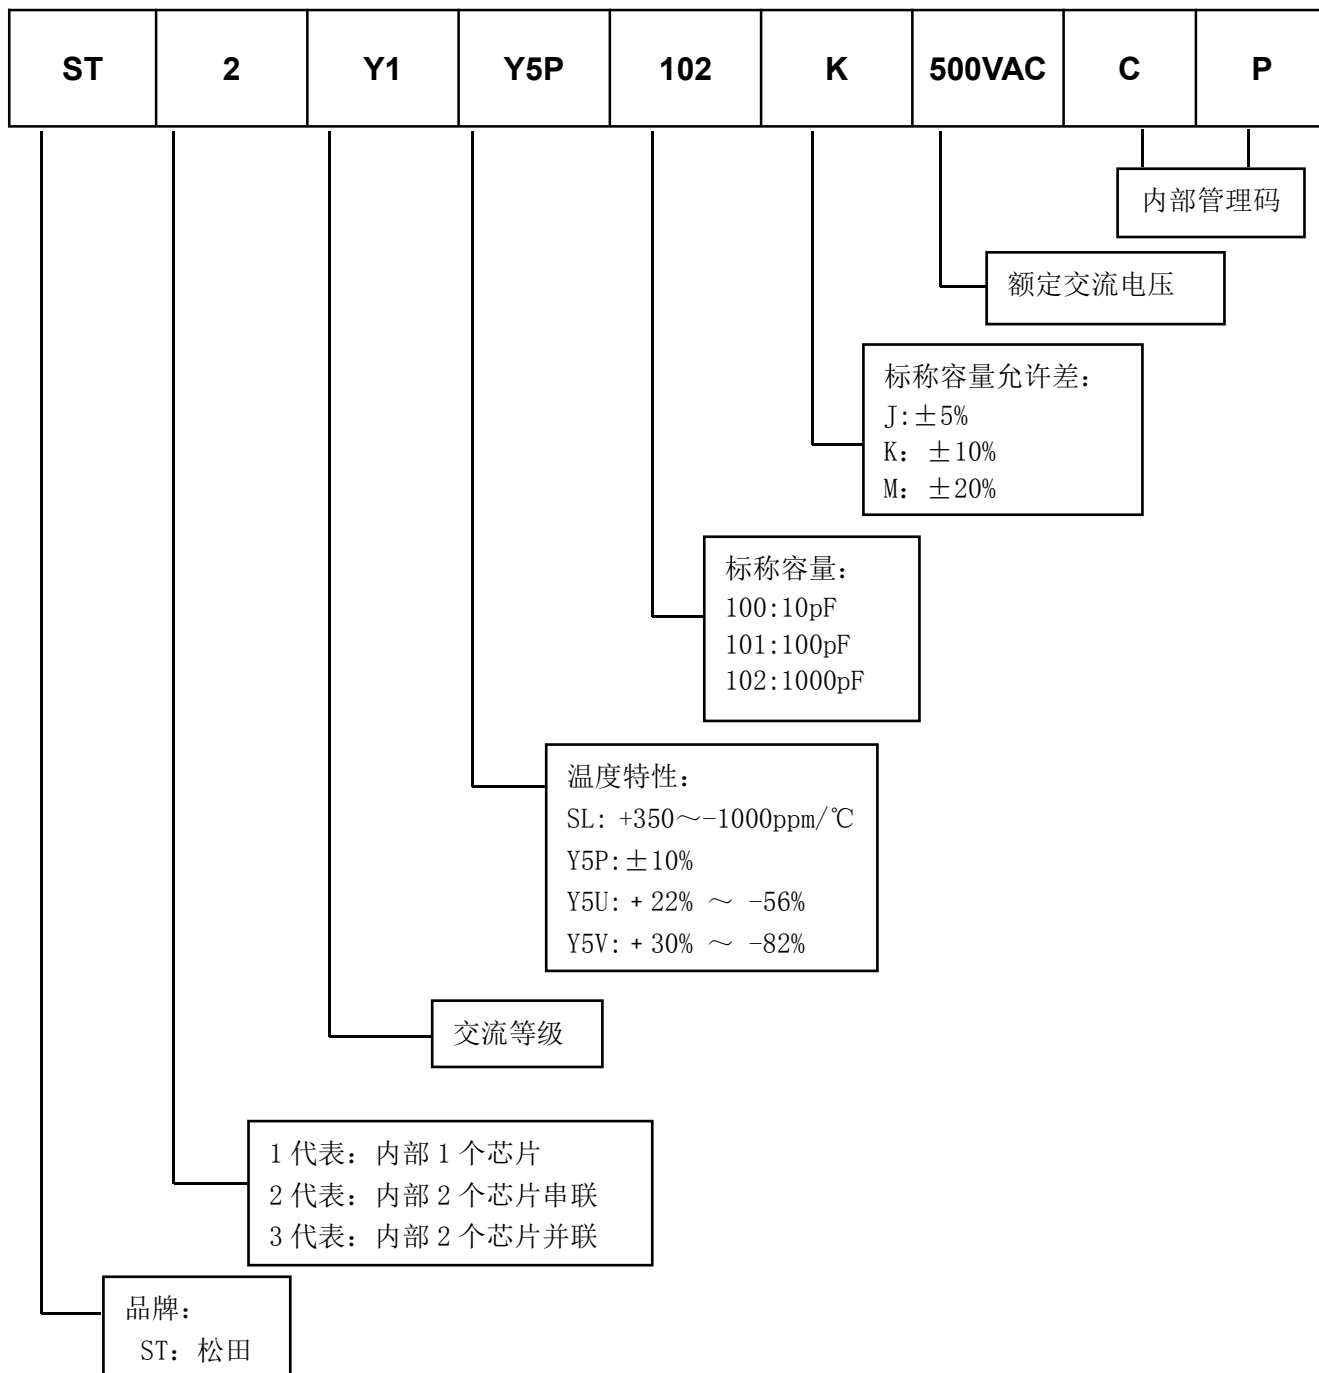 ST 2 Y1 Y5P 102 K 500VAC C P
内部管理码
额定交流电压
标称容量允许差：
J:±5%
K：±10%
M：±20%
标称容量：
100:10pF
101:100pF
102:1000pF
温度特性：
SL: +350～-1000ppm/℃
Y5P:±10%
Y5U:+22% ～ -56%
Y5V:+30% ～ -82%
交流等级
1 代表：内部 1 个芯片
2 代表：内部 2 个芯片串联
3 代表：内部 2 个芯片并联
品牌：
ST：松田